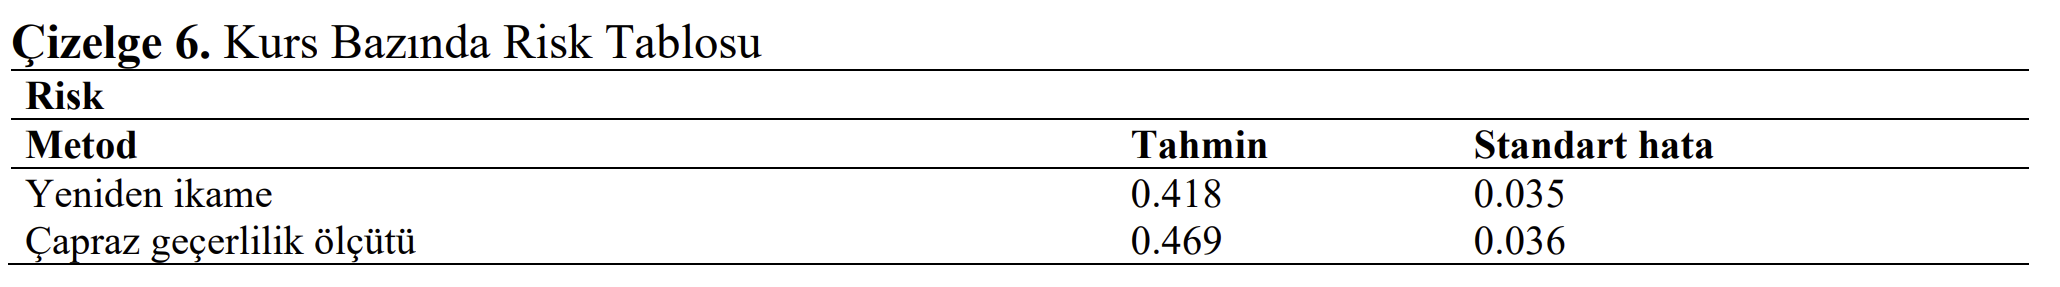 Çizelge 6. Kurs Bazında Risk Tablosu
Risk
Metod Tahmin Standart hata
Yeniden ikame 0.418 0.035
Çapraz geçerlilik ölçütü 0.469 0.036